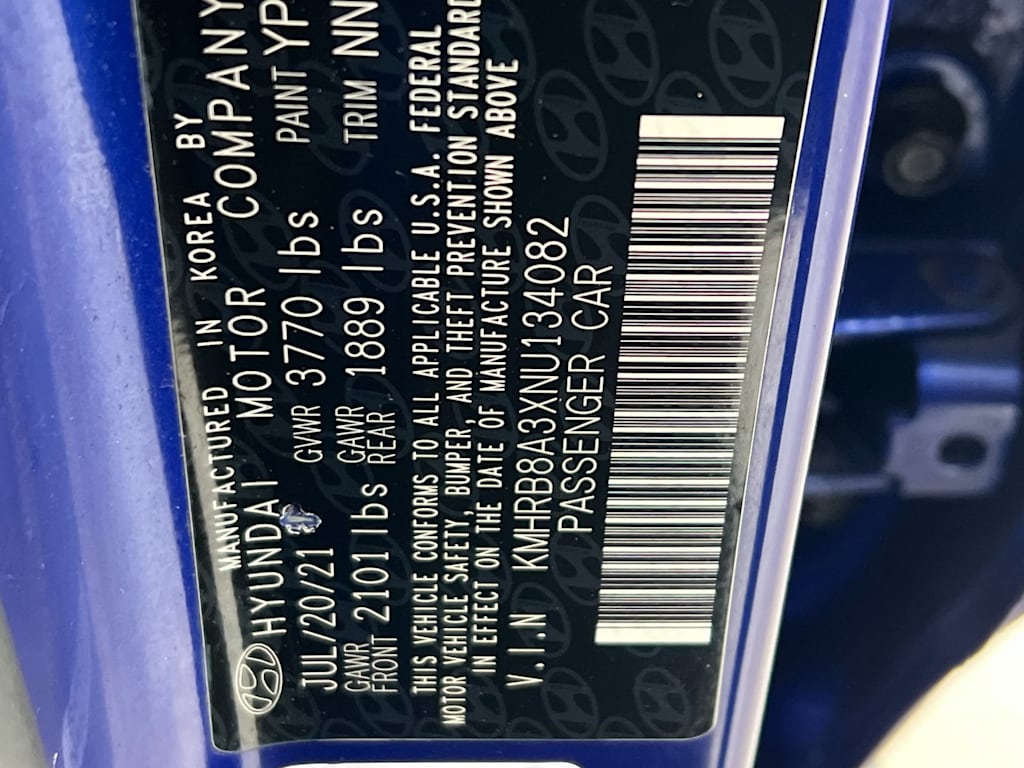 MANUFACTURED IN KOREA BY
HYUNDAI MOTOR COMPANY
JUL/20/21 GVWR 3770 lbs PAINT YP
GAWR FRONT 2101 lbs GAWR REAR 1889 lbs TRIM NN
THIS VEHICLE CONFORMS TO ALL APPLICABLE U.S.A. FEDERAL
MOTOR VEHICLE SAFETY, BUMPER, AND THEFT PREVENTION STANDARD
IN EFFECT ON THE DATE OF MANUFACTURE SHOWN ABOVE
V.I.N KMHRB8A3XNU134082
PASSENGER CAR